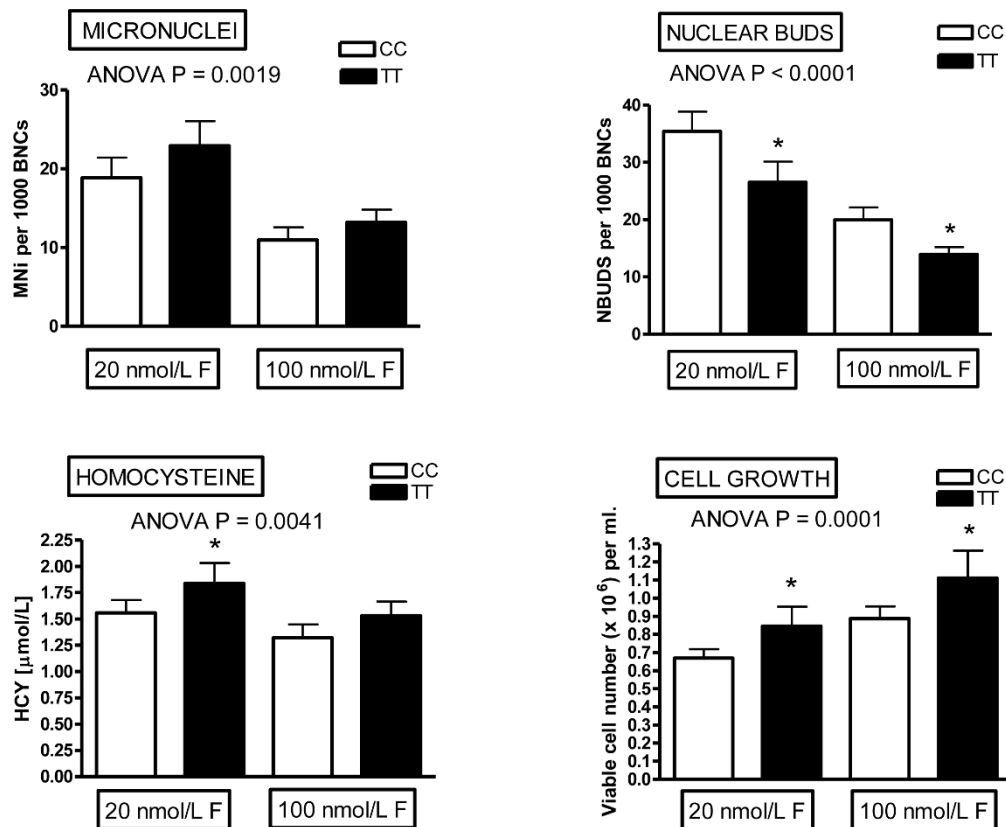 MICRONUCLEI
CC
TT
ANOVA P = 0.0019
MNi per 1000 BNCs
30
20
10
0
20 nmol/L F
100 nmol/L F
NUCLEAR BUDS
CC
TT
ANOVA P < 0.0001
NBUDS per 1000 BNCs
40
30
20
10
0
*
*
20 nmol/L F
100 nmol/L F
HOMOCYSTEINE
CC
TT
ANOVA P = 0.0041
HCY [μmol/L]
2.25
2.00
1.75
1.50
1.25
1.00
0.75
0.50
0.25
0.00
*
20 nmol/L F
100 nmol/L F
CELL GROWTH
CC
TT
ANOVA P = 0.0001
Viable cell number (x 10⁶) per ml.
1.3
1.2
1.1
1.0
0.9
0.8
0.7
0.6
0.5
0.4
0.3
0.2
0.1
0.0
*
*
20 nmol/L F
100 nmol/L F